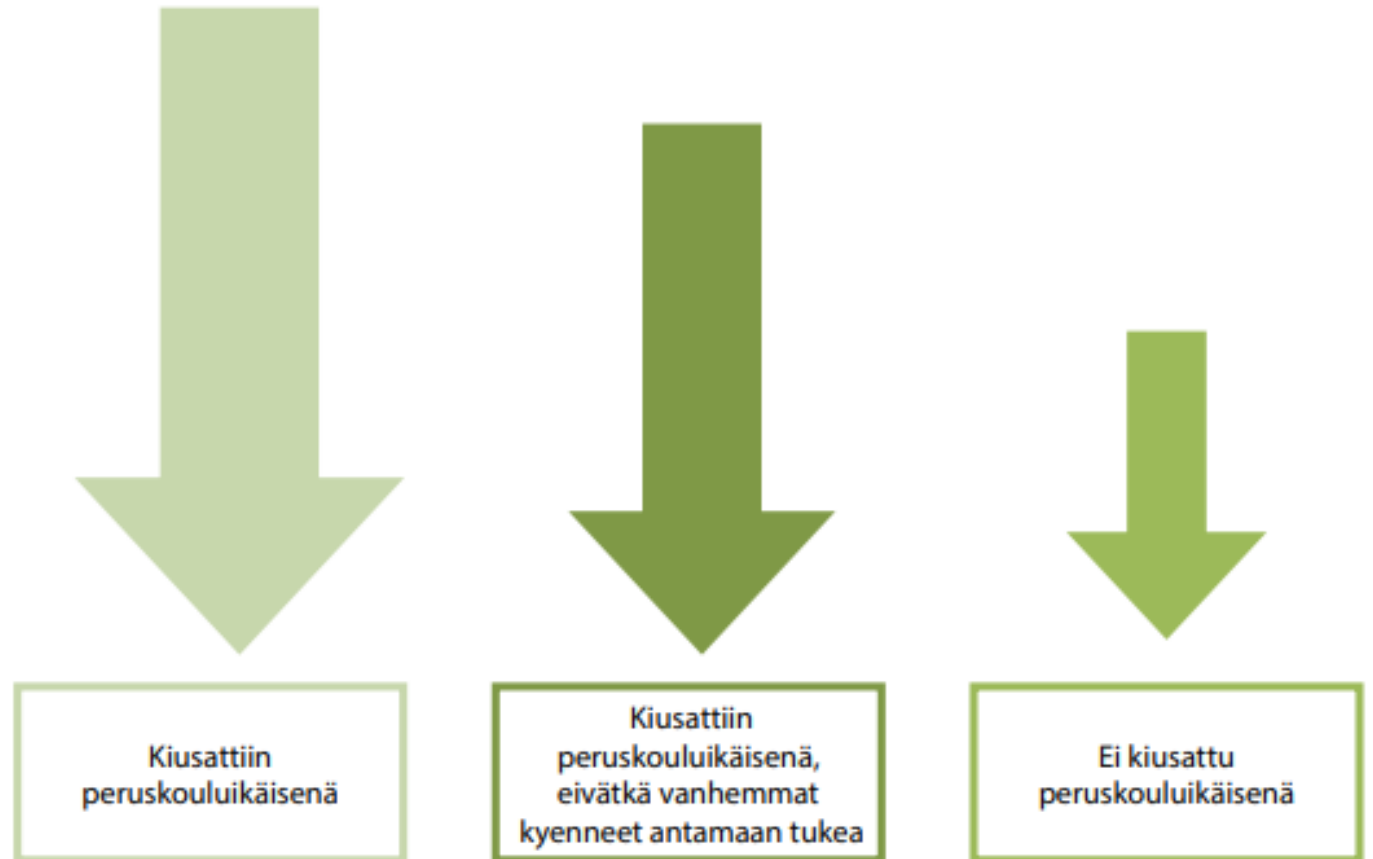 Kiusattiin
peruskouluikäisenä
Kiusattiin
peruskouluikäisenä,
eivätkä vanhemmat
kyenneet antamaan tukea
Ei kiusattu
peruskouluikäisenä